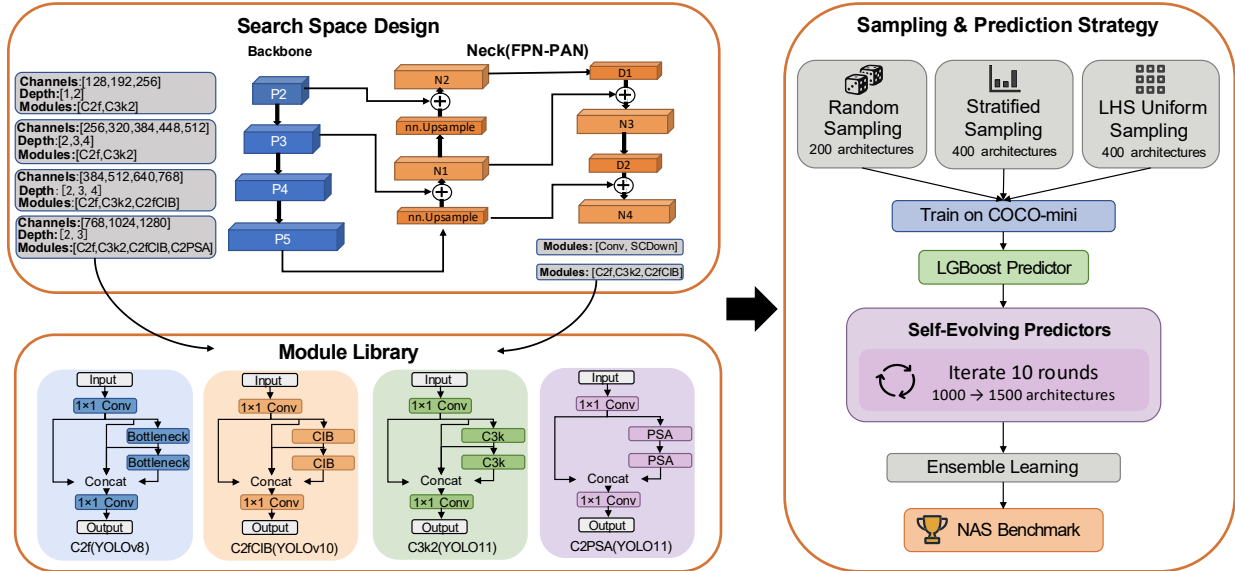 Search Space Design
Backbone
Neck(FPN-PAN)
Channels:[128,192,256]
Depth:[1,2]
Modules:[C2f,C3k2]
Channels:[256,320,384,448,512]
Depth:[2,3,4]
Modules:[C2f,C3k2]
Channels:[384,512,640,768]
Depth: [2, 3, 4]
Modules:[C2f,C3k2,C2fCIB]
Channels:[768,1024,1280]
Depth: [2, 3]
Modules:[C2f,C3k2,C2fCIB,C2PSA]
P2
P3
P4
P5
N2
nn.Upsample
N1
nn.Upsample
D1
N3
D2
N4
Modules: [Conv, SCDown]
Modules: [C2f,C3k2,C2fCIB]
Module Library
Input
1×1 Conv
Bottleneck
Bottleneck
Concat
1×1 Conv
Output
C2f(YOLOv8)
Input
1×1 Conv
CIB
CIB
Concat
1×1 Conv
Output
C2fCIB(YOLOv10)
Input
1×1 Conv
C3k
C3k
Concat
1×1 Conv
Output
C3k2(YOLO11)
Input
1×1 Conv
PSA
PSA
Concat
1×1 Conv
Output
C2PSA(YOLO11)
Sampling & Prediction Strategy
Random
Sampling
200 architectures
Stratified
Sampling
400 architectures
LHS Uniform
Sampling
400 architectures
Train on COCO-mini
LGBoost Predictor
Self-Evolving Predictors
Iterate 10 rounds
1000 → 1500 architectures
Ensemble Learning
NAS Benchmark